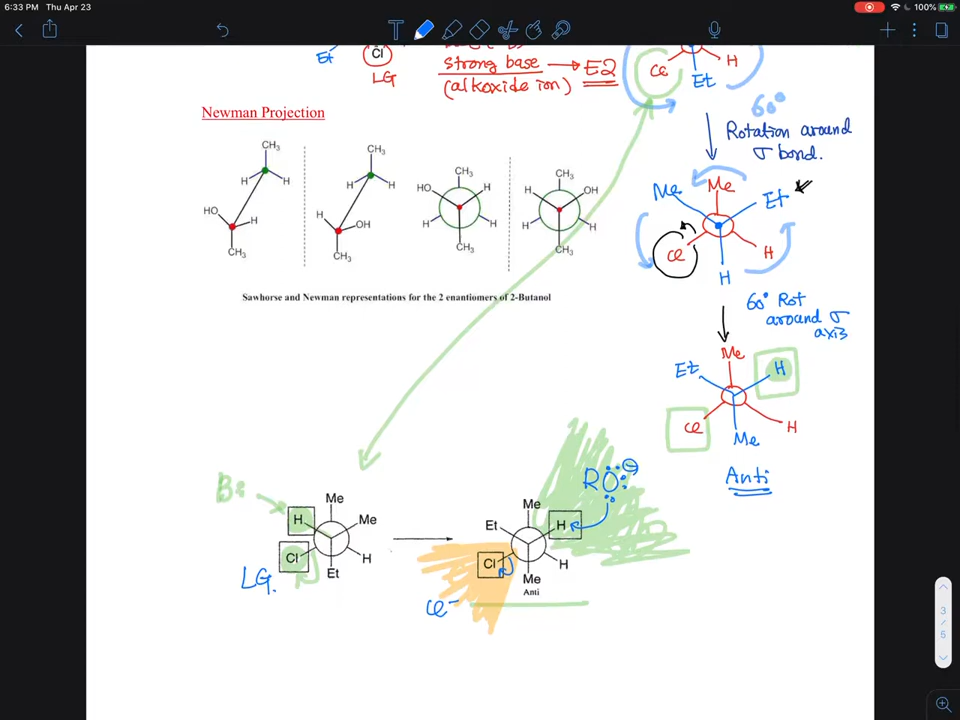 6:33 PM Thu Apr 23
100%
Et
Cl
LG
strong base → E2
(alkoxide ion)
Cl
H
Et
60°
Rotation around
σ bond.
Newman Projection
CH3
H
H
HO
H
CH3
CH3
H
H
H
OH
CH3
CH3
HO
H
H
H
CH3
CH3
H
OH
H
H
CH3
Sawhorse and Newman representations for the 2 enantiomers of 2-Butanol
Me
Me
Et
Cl
H
H
60° Rot
around σ
axis
Me
Et
H
Cl
H
Me
Anti
B:
Me
H
Me
Cl
H
Et
LG.
RO:⊖
Me
Et
H
Cl
H
Me
Anti
Cl⁻
3
/
5